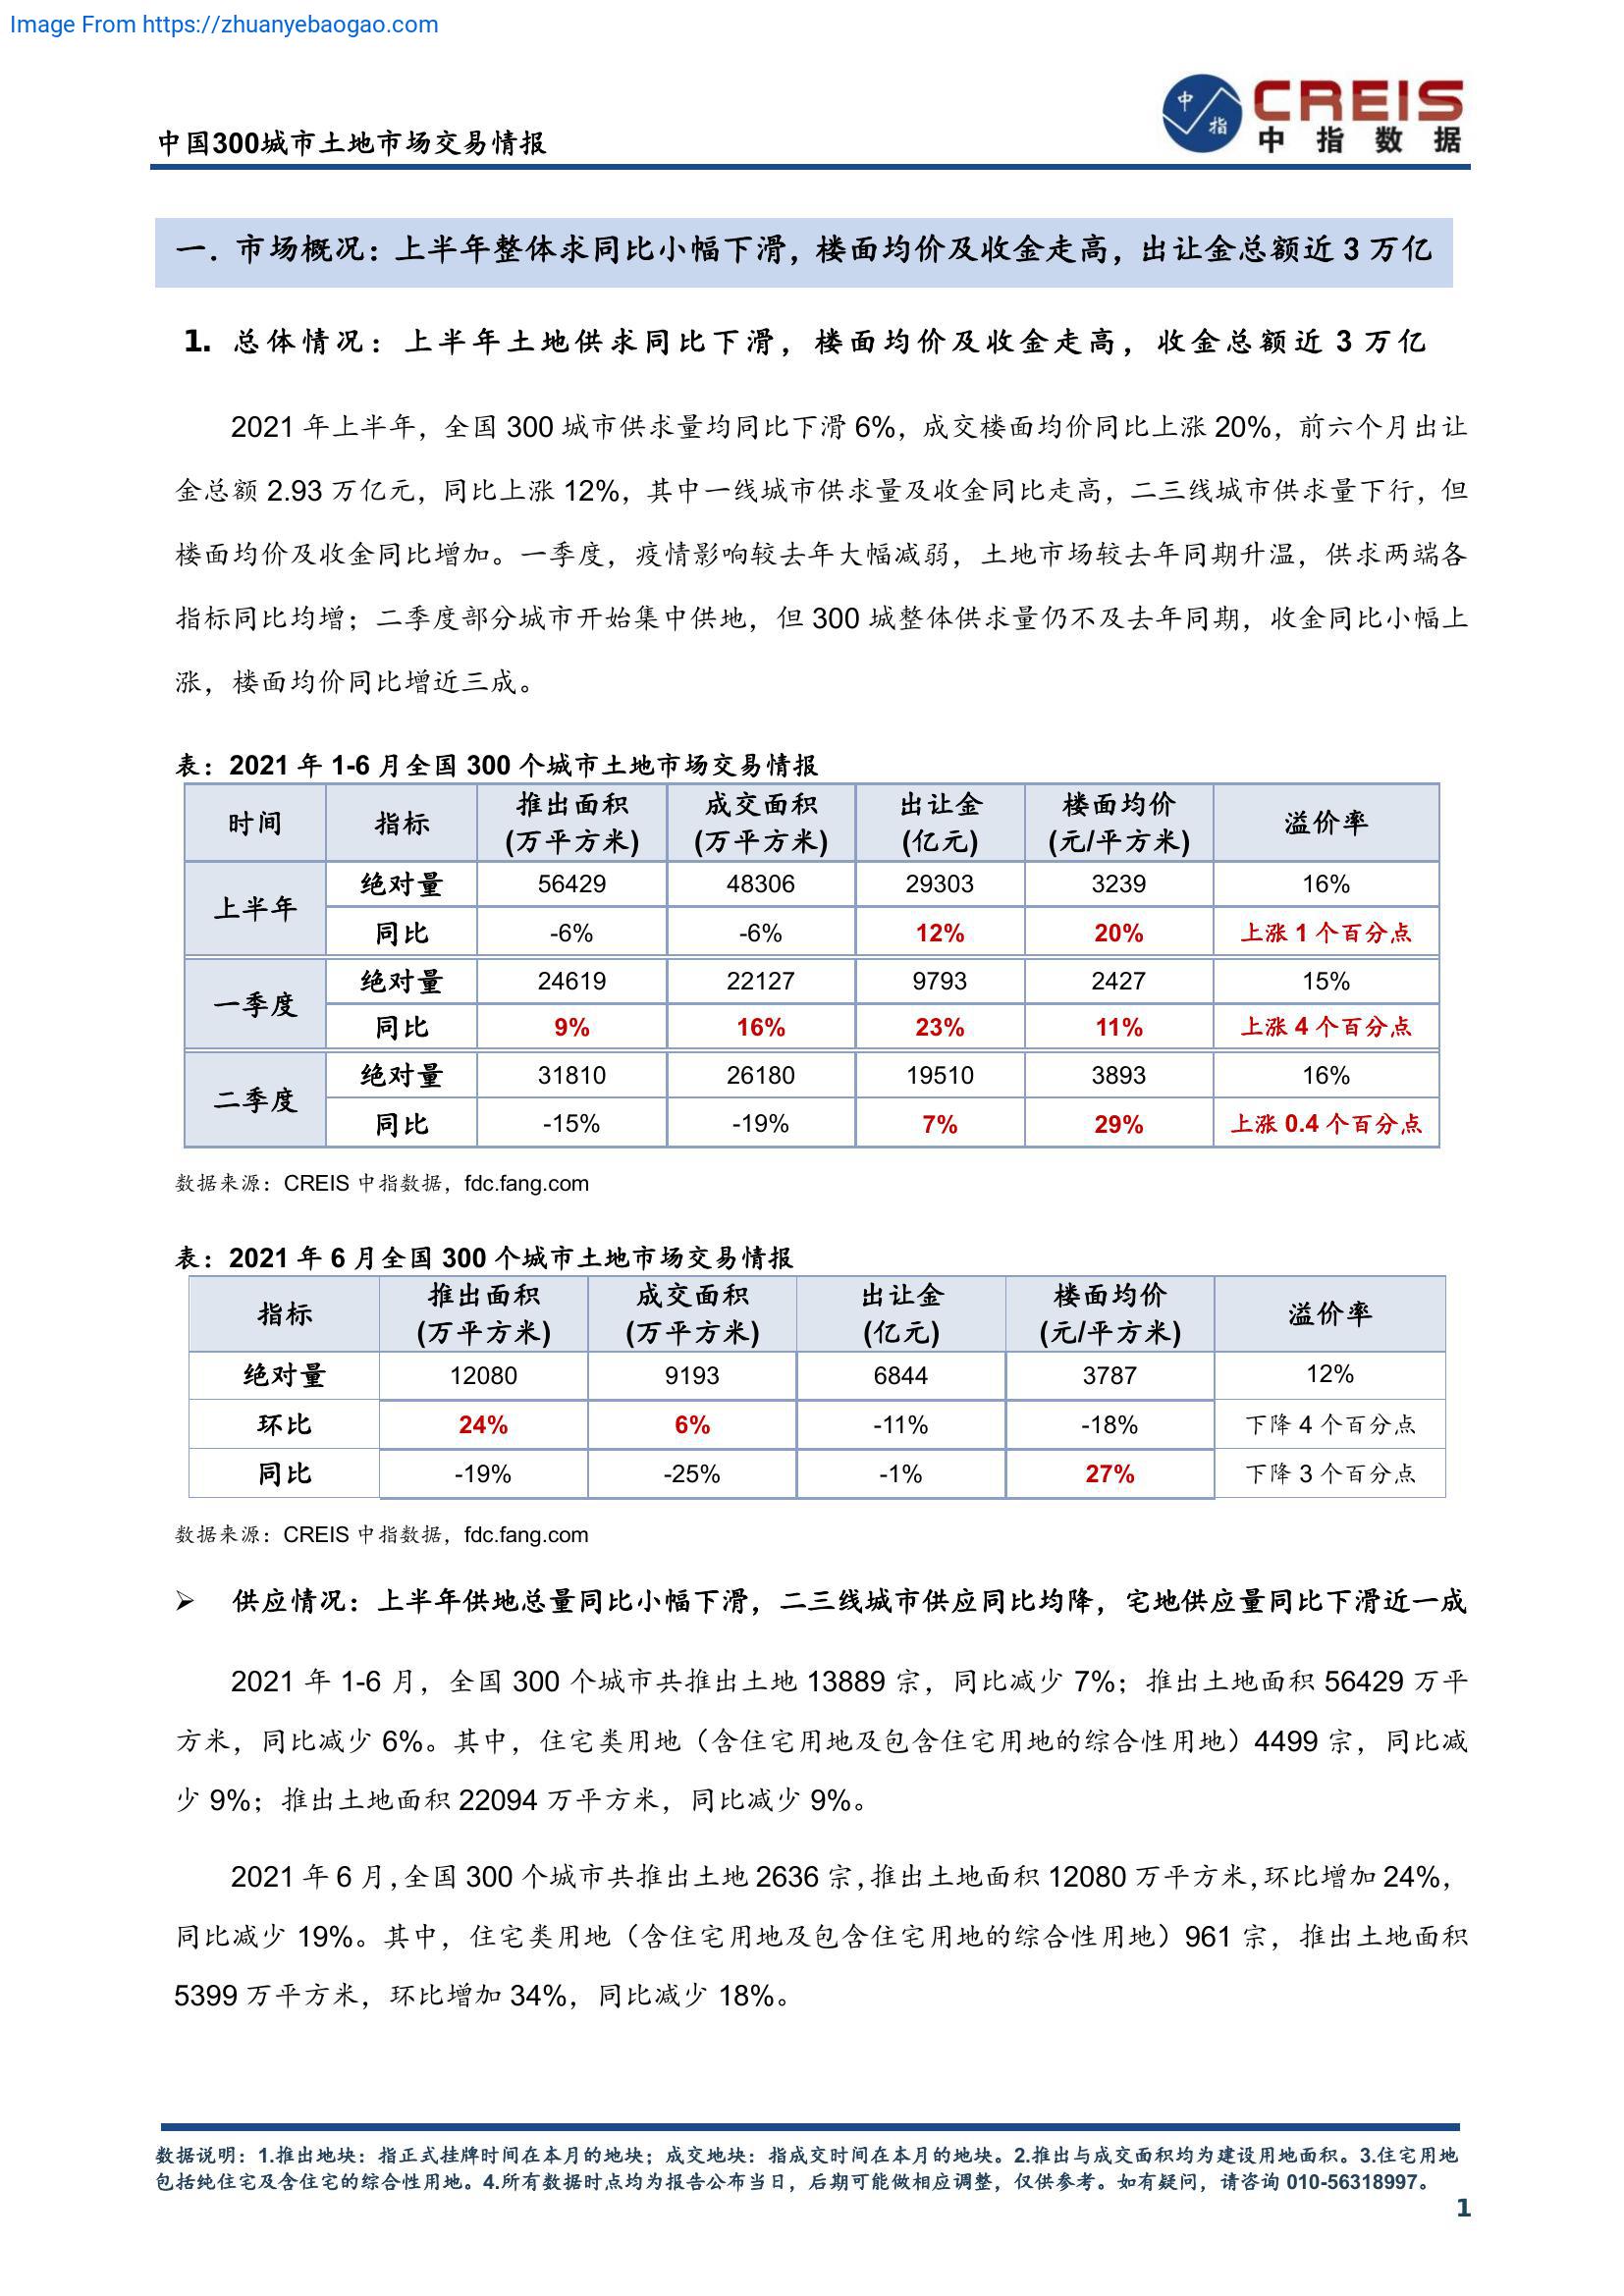 Image From https://zhuanyebaogao.com
中指
CREIS
中指数据
中国300城市土地市场交易情报
一. 市场概况：上半年整体求同比小幅下滑，楼面均价及收金走高，出让金总额近 3 万亿
1. 总体情况：上半年土地供求同比下滑，楼面均价及收金走高，收金总额近 3 万亿
2021 年上半年，全国 300 城市供求量均同比下滑 6%，成交楼面均价同比上涨 20%，前六个月出让
金总额 2.93 万亿元，同比上涨 12%，其中一线城市供求量及收金同比走高，二三线城市供求量下行，但
楼面均价及收金同比增加。一季度，疫情影响较去年大幅减弱，土地市场较去年同期升温，供求两端各
指标同比均增；二季度部分城市开始集中供地，但 300 城整体供求量仍不及去年同期，收金同比小幅上
涨，楼面均价同比增近三成。
表：2021 年 1-6 月全国 300 个城市土地市场交易情报
时间 指标 推出面积 (万平方米) 成交面积 (万平方米) 出让金 (亿元) 楼面均价 (元/平方米) 溢价率
上半年 绝对量 56429 48306 29303 3239 16%
同比 -6% -6% 12% 20% 上涨 1 个百分点
一季度 绝对量 24619 22127 9793 2427 15%
同比 9% 16% 23% 11% 上涨 4 个百分点
二季度 绝对量 31810 26180 19510 3893 16%
同比 -15% -19% 7% 29% 上涨 0.4 个百分点
数据来源：CREIS 中指数据，fdc.fang.com
表：2021 年 6 月全国 300 个城市土地市场交易情报
指标 推出面积 (万平方米) 成交面积 (万平方米) 出让金 (亿元) 楼面均价 (元/平方米) 溢价率
绝对量 12080 9193 6844 3787 12%
环比 24% 6% -11% -18% 下降 4 个百分点
同比 -19% -25% -1% 27% 下降 3 个百分点
数据来源：CREIS 中指数据，fdc.fang.com
➢ 供应情况：上半年供地总量同比小幅下滑，二三线城市供应同比均降，宅地供应量同比下滑近一成
2021 年 1-6 月，全国 300 个城市共推出土地 13889 宗，同比减少 7%；推出土地面积 56429 万平
方米，同比减少 6%。其中，住宅类用地（含住宅用地及包含住宅用地的综合性用地）4499 宗，同比减
少 9%；推出土地面积 22094 万平方米，同比减少 9%。
2021 年 6 月，全国 300 个城市共推出土地 2636 宗，推出土地面积 12080 万平方米，环比增加 24%，
同比减少 19%。其中，住宅类用地（含住宅用地及包含住宅用地的综合性用地）961 宗，推出土地面积
5399 万平方米，环比增加 34%，同比减少 18%。
数据说明：1.推出地块：指正式挂牌时间在本月的地块；成交地块：指成交时间在本月的地块。2.推出与成交面积均为建设用地面积。3.住宅用地
包括纯住宅及含住宅的综合性用地。4.所有数据时点均为报告公布当日，后期可能做相应调整，仅供参考。如有疑问，请咨询 010-56318997。
1